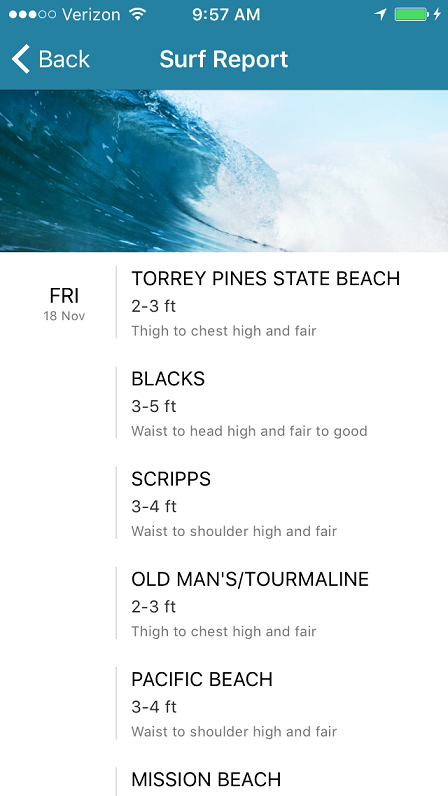 Verizon 9:57 AM
Back Surf Report
FRI
18 Nov
TORREY PINES STATE BEACH
2-3 ft
Thigh to chest high and fair
BLACKS
3-5 ft
Waist to head high and fair to good
SCRIPPS
3-4 ft
Waist to shoulder high and fair
OLD MAN'S/TOURMALINE
2-3 ft
Thigh to chest high and fair
PACIFIC BEACH
3-4 ft
Waist to shoulder high and fair
MISSION BEACH